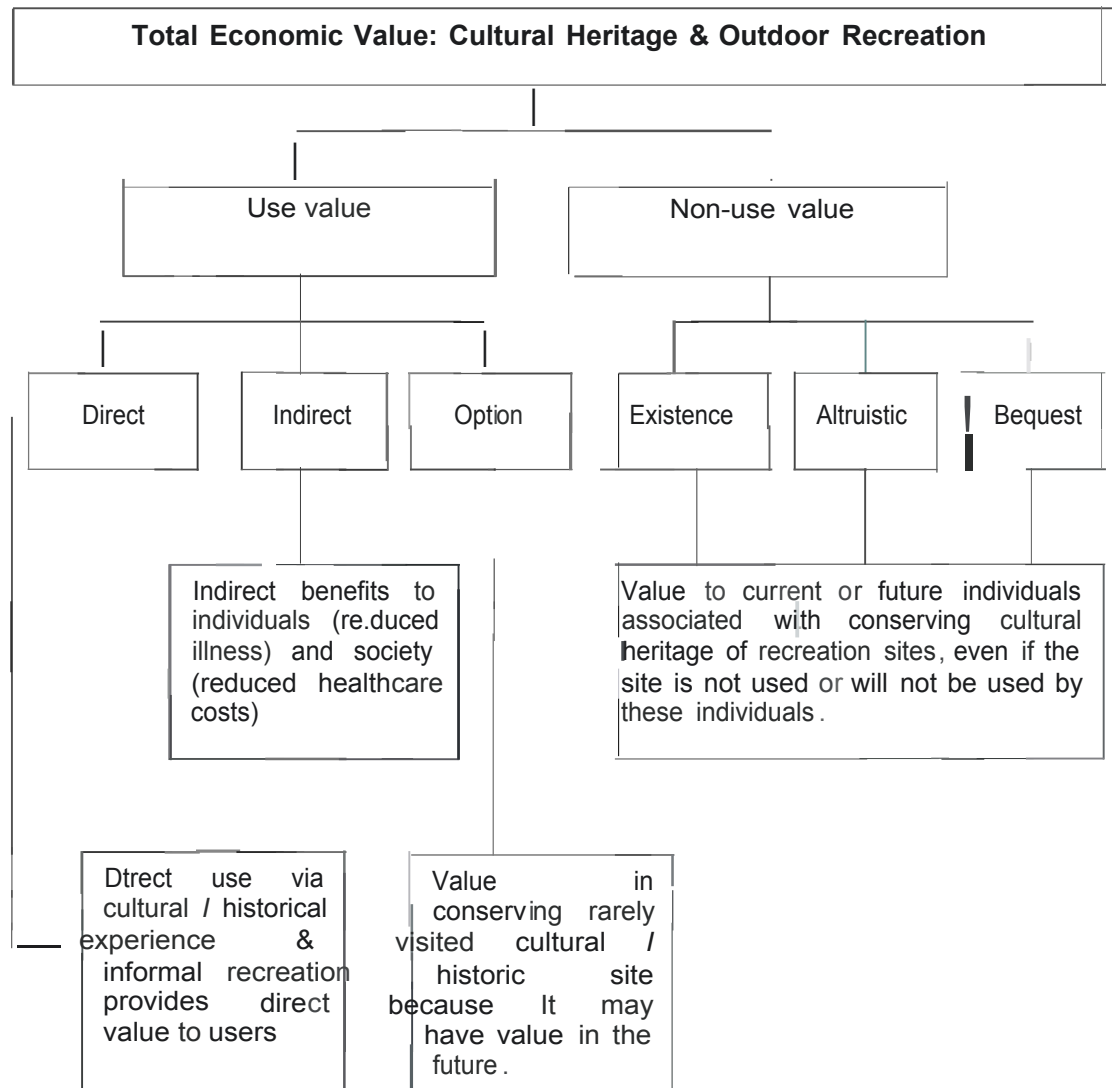 Total Economic Value: Cultural Heritage & Outdoor Recreation
Use value
Non-use value
Direct
Indirect
Option
Existence
Altruistic
Bequest
Indirect benefits to
individuals (re.duced
illness) and society
(reduced healthcare
costs)
Value to current or future individuals
associated with conserving cultural
heritage of recreation sites, even if the
site is not used or will not be used by
these individuals.
Dtrect use via
cultural / historical
experience &
informal recreation
provides direct
value to users
Value in
conserving rarely
visited cultural /
historic site
because It may
have value in the
future.